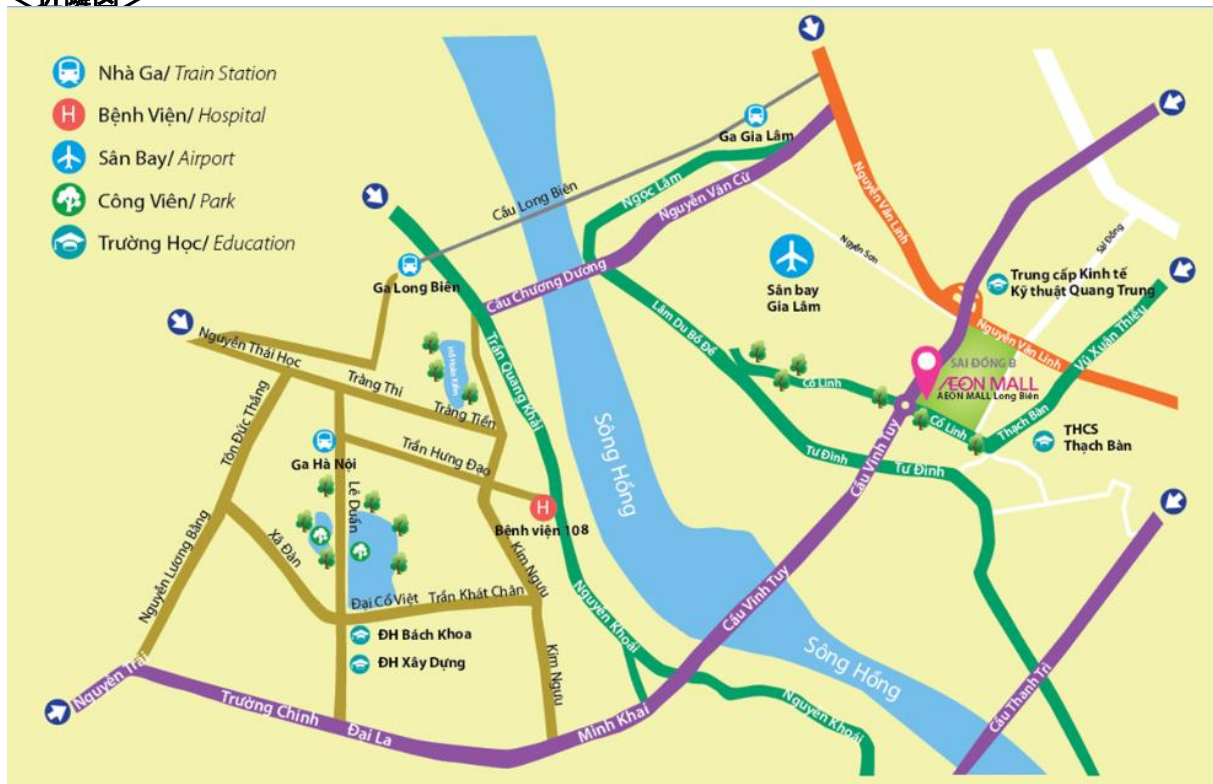 <近隣図>
Nhà Ga/ Train Station
Bệnh Viện/ Hospital
Sân Bay/ Airport
Công Viên/ Park
Trường Học/ Education
Ga Gia Lâm
Cầu Long Biên
Ngọc Lâm
Nguyễn Văn Cừ
Nguyễn Văn Linh
Nguyễn Sơn
Sài Đồng
Ga Long Biên
Cầu Chương Dương
Sân bay
Gia Lâm
Trung cấp Kinh tế
Kỹ thuật Quang Trung
Nguyễn Thái Học
Hồ Hoàn Kiếm
Trần Quang Khải
Lâm Du Bồ Đề
Nguyễn Văn Linh
Vũ Xuân Thiều
Tràng Thi
Tràng Tiền
Cổ Linh
SÀI ĐỒNG B
ÆON MALL
AEON MALL Long Biên
Cổ Linh
Thạch Bàn
THCS
Thạch Bàn
Tôn Đức Thắng
Ga Hà Nội
Trần Hưng Đạo
Sông Hồng
Tư Đình
Tư Đình
Cầu Vĩnh Tuy
Lê Duẩn
Bệnh viện 108
Nguyễn Lương Bằng
Xã Đàn
Kim Ngưu
Đại Cồ Việt
Trần Khát Chân
Cầu Vĩnh Tuy
Nguyễn Khoái
ĐH Bách Khoa
ĐH Xây Dựng
Kim Ngưu
Sông Hồng
Nguyễn Trãi
Trường Chinh
Đại La
Minh Khai
Nguyễn Khoái
Cầu Thanh Trì